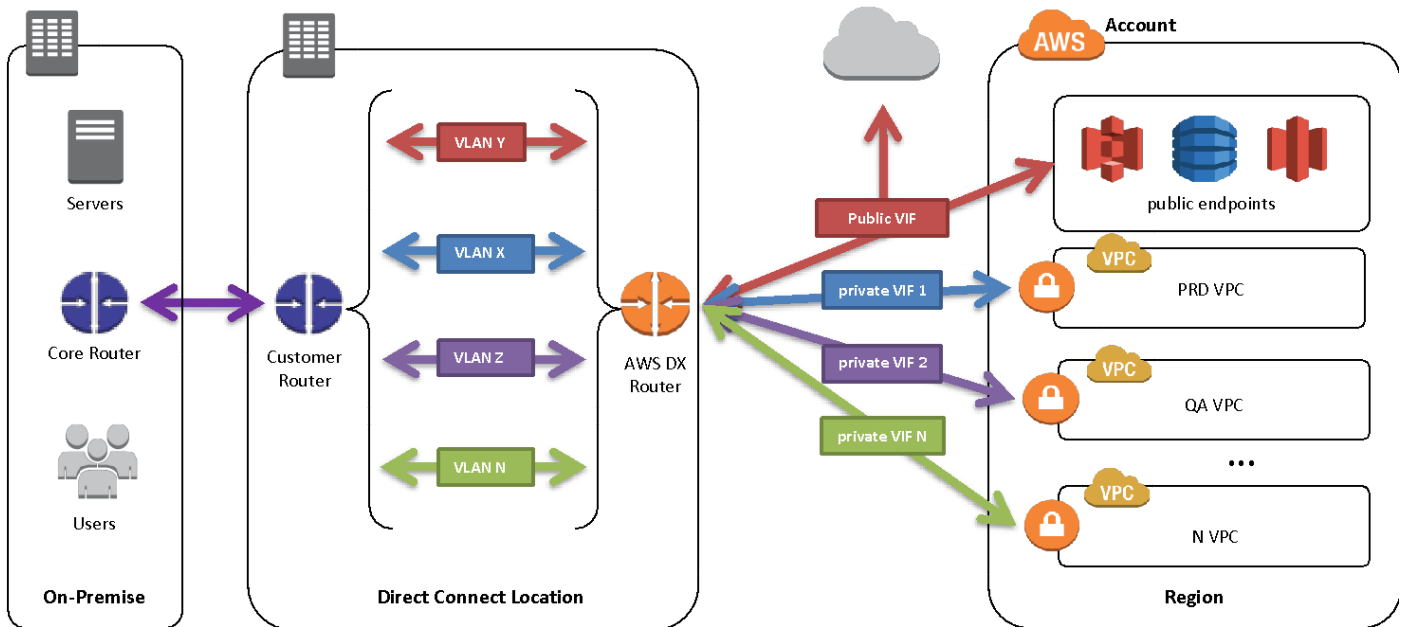 AWS
Account
Servers
VLAN Y
Public VIF
public endpoints
VLAN X
VPC
private VIF 1
PRD VPC
Core Router
Customer
Router
VLAN Z
AWS DX
Router
private VIF 2
VPC
QA VPC
private VIF N
...
VLAN N
VPC
Users
N VPC
On-Premise
Direct Connect Location
Region